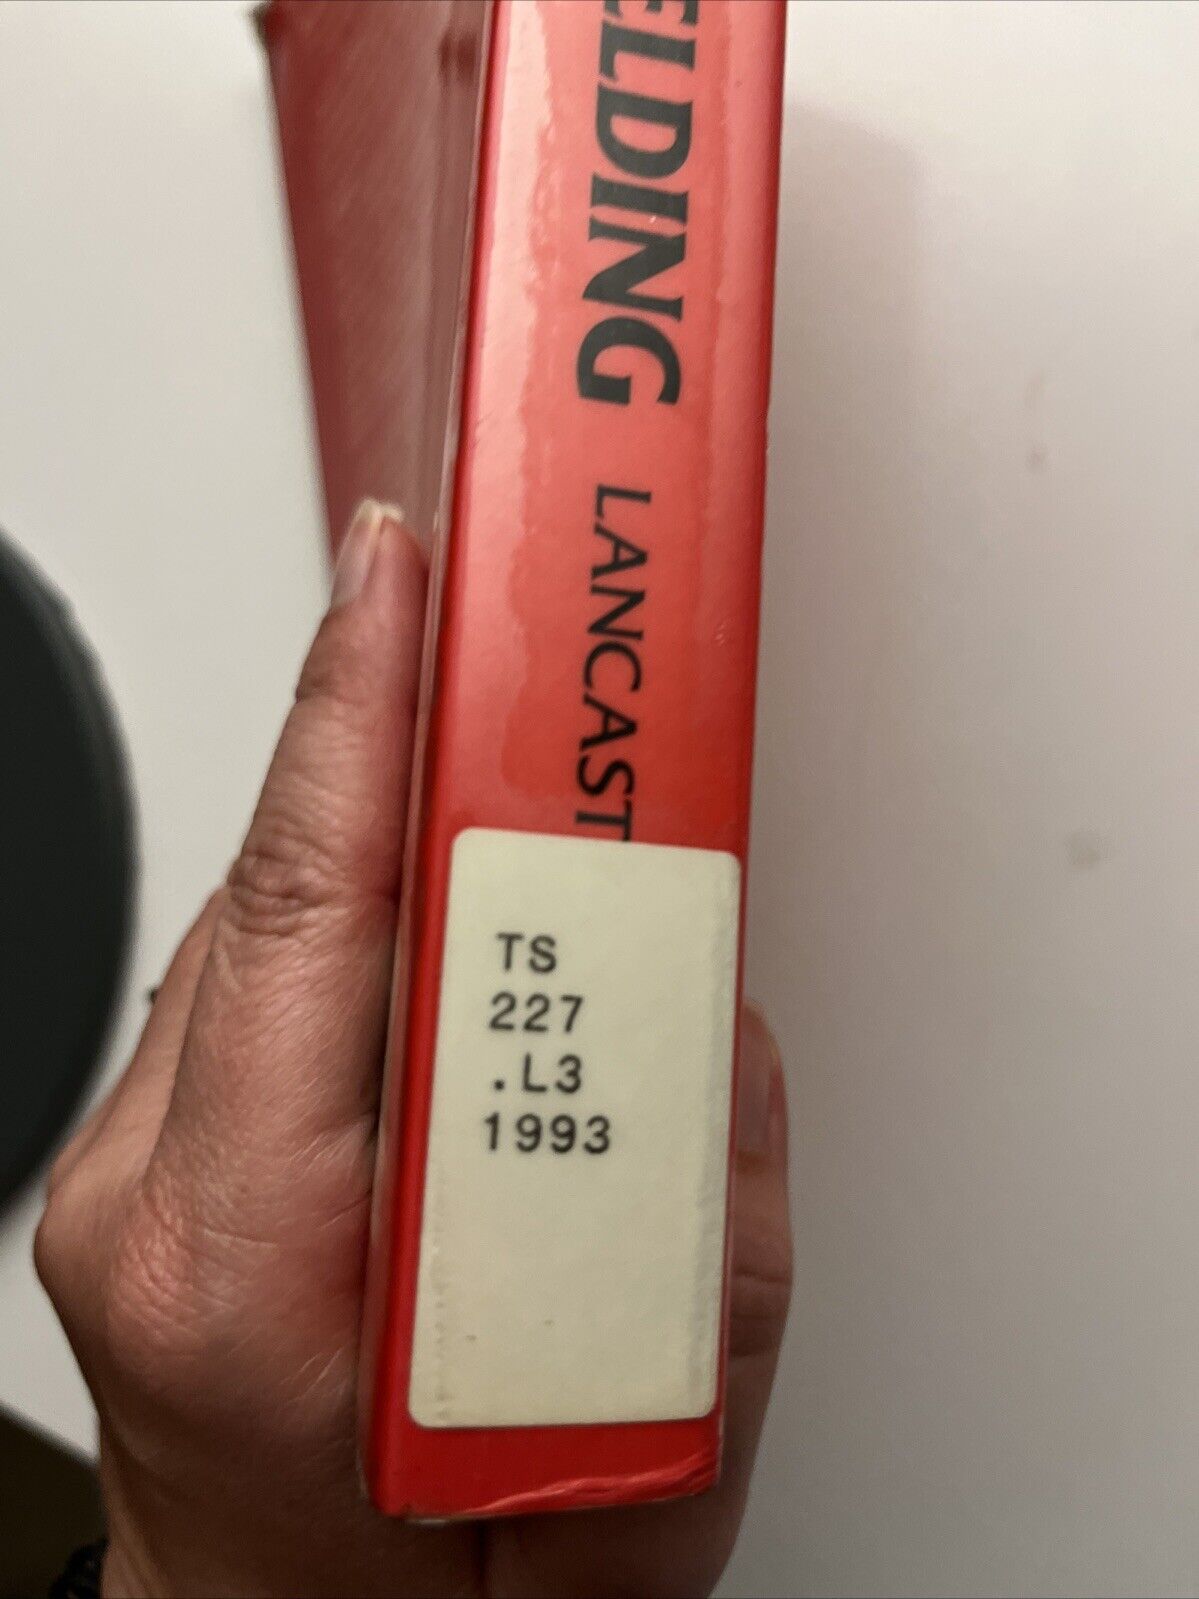 ELDING LANCAST
TS
227
.L3
1993